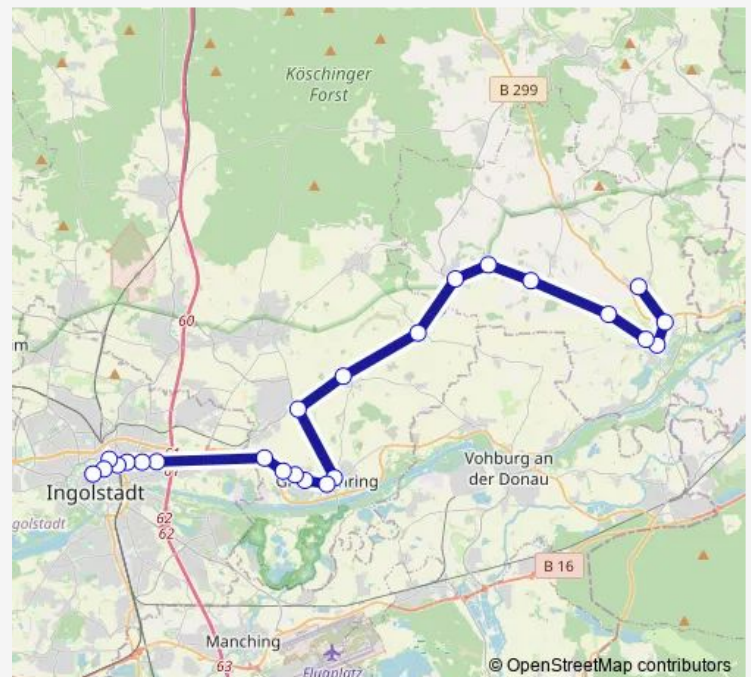 Köschinger
Forst
B 299
60
m
61
61
Ingolstadt
golstadt
62
62
Vohburg an
der Donau
B 16
Manching
63
Flugplatz
© OpenStreetMap contributors